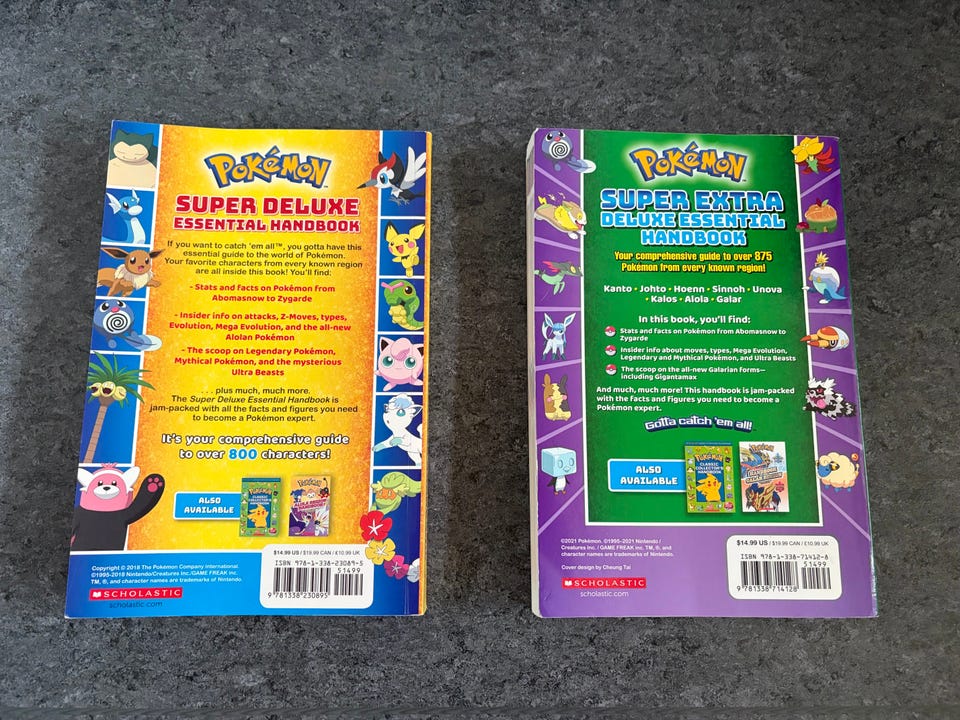 POKéMON
SUPER DELUXE
ESSENTIAL HANDBOOK
If you want to catch 'em all™, you gotta have this
essential guide to the world of Pokémon.
Your favorite characters from every known region
are all inside this book! You'll find:
- Stats and facts on Pokémon from
Abomasnow to Zygarde
- Insider info on attacks, Z-Moves, types,
Evolution, Mega Evolution, and the all-new
Alolan Pokémon
- The scoop on Legendary Pokémon,
Mythical Pokémon, and the mysterious
Ultra Beasts
. . . plus much, much more.
The Super Deluxe Essential Handbook is
jam-packed with all the facts and figures you need
to become a Pokémon expert.
It's your comprehensive guide
to over 800 characters!
ALSO
AVAILABLE
POKéMON
CLASSIC
COLLECTOR'S
HANDBOOK
POKéMON
Copyright © 2018 The Pokémon Company International.
©1995-2018 Nintendo/Creatures Inc./GAME FREAK inc.
TM, ®, and character names are trademarks of Nintendo.
SCHOLASTIC
scholastic.com
$14.99 US / $19.99 CAN / £10.99 UK
ISBN 978-1-338-23089-5
51499
9 781338 230895
POKéMON
SUPER EXTRA
DELUXE ESSENTIAL
HANDBOOK
Your comprehensive guide to over 875
Pokémon from every known region!
Kanto • Johto • Hoenn • Sinnoh • Unova
• Kalos • Alola • Galar
In this book, you'll find:
Stats and facts on Pokémon from Abomasnow to
Zygarde
Insider info about moves, types, Mega Evolution,
Legendary and Mythical Pokémon, and Ultra Beasts
The scoop on the all-new Galarian Forms—
including Gigantamax
And much, much more! This handbook is jam-packed
with the facts and figures you need to become a
Pokémon expert.
Gotta catch 'em all!™
ALSO
AVAILABLE
POKéMON
CLASSIC
COLLECTOR'S
HANDBOOK
POKéMON
HANDBOOK
©2021 Pokémon. ©1995-2021 Nintendo/
Creatures Inc. / GAME FREAK inc. TM, ®, and
character names are trademarks of Nintendo.
Cover design by Cheung Tai
SCHOLASTIC
scholastic.com
$14.99 US / $19.99 CAN / £10.99 UK
ISBN 978-1-338-71412-8
51499
9 781338 714128